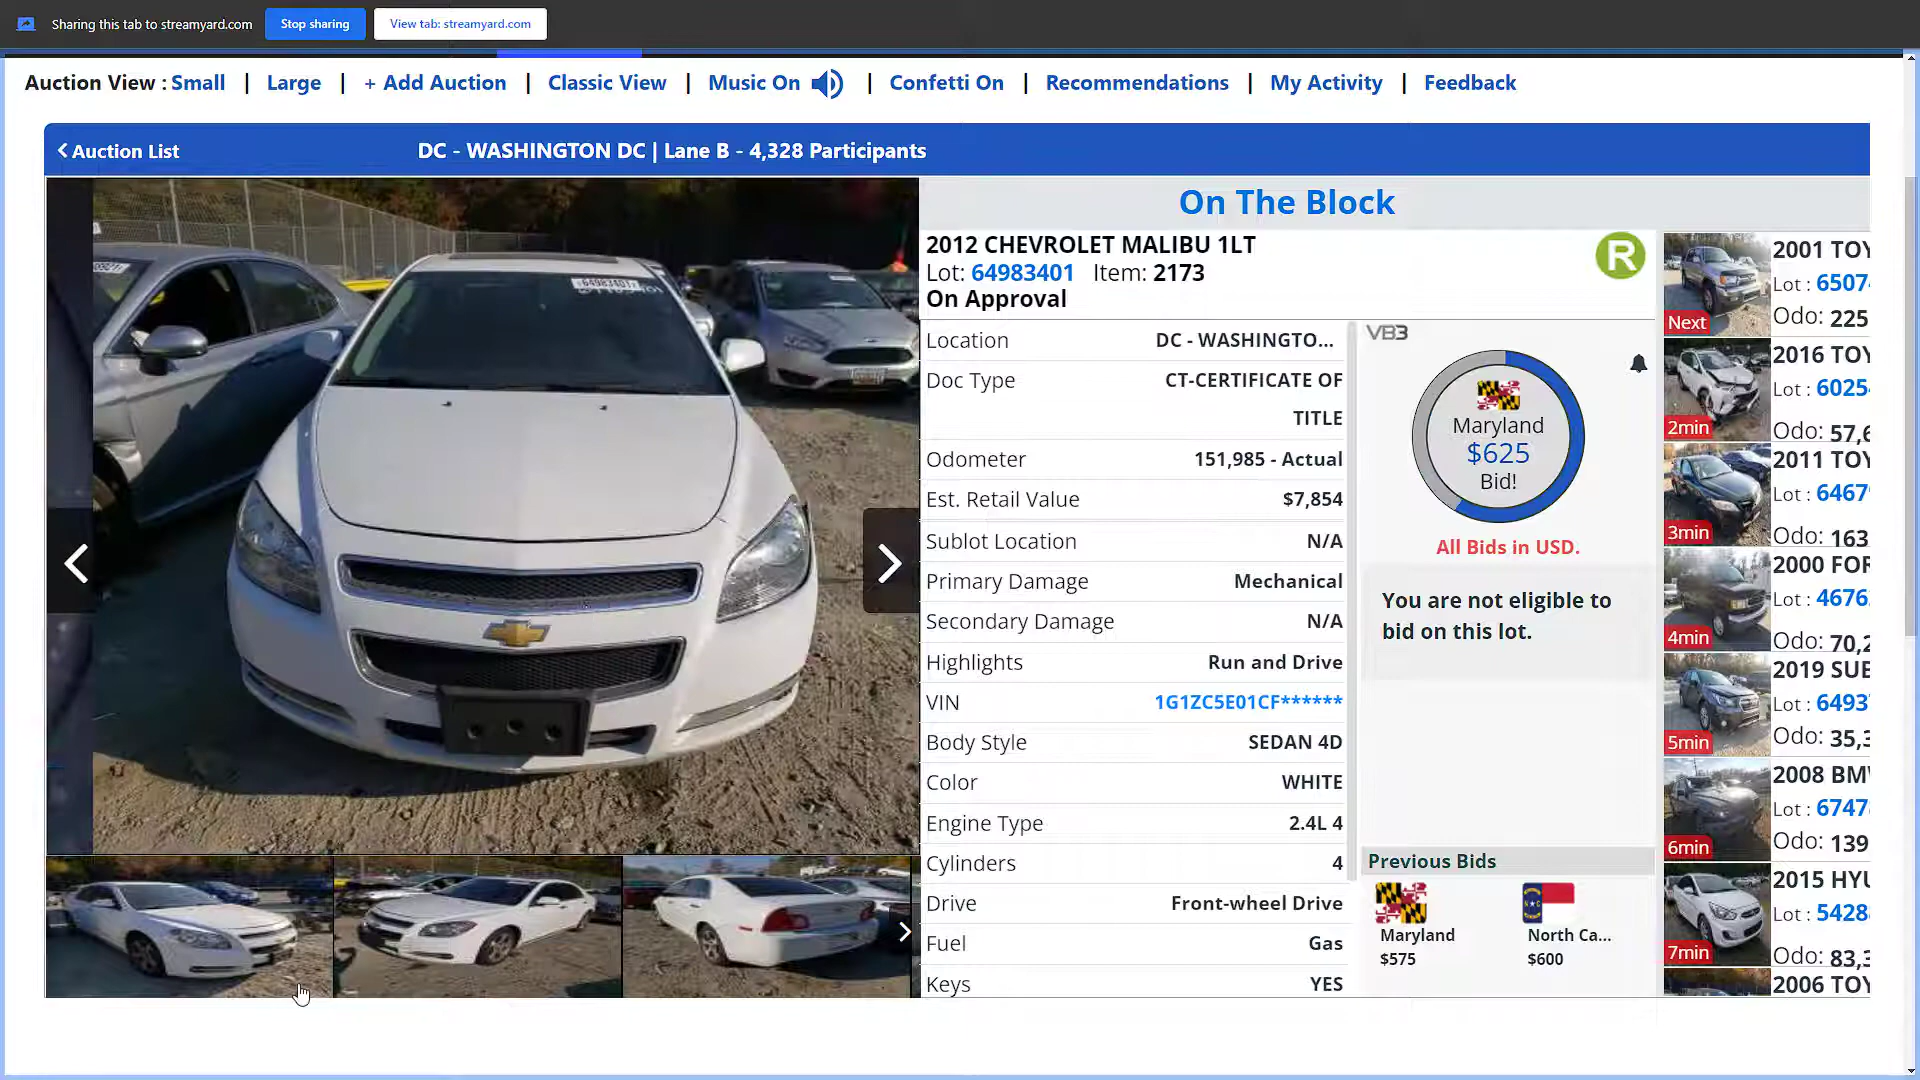 Sharing this tab to streamyard.com
Stop sharing
View tab: streamyard.com
Auction View : Small | Large | + Add Auction | Classic View | Music On | Confetti On | Recommendations | My Activity | Feedback
Auction List
DC - WASHINGTON DC | Lane B - 4,328 Participants
On The Block
2012 CHEVROLET MALIBU 1LT
Lot: 64983401 Item: 2173
On Approval
R
Location DC - WASHINGTO...
Doc Type CT-CERTIFICATE OF
TITLE
Odometer 151,985 - Actual
Est. Retail Value $7,854
Sublot Location N/A
Primary Damage Mechanical
Secondary Damage N/A
Highlights Run and Drive
VIN 1G1ZC5E01CF******
Body Style SEDAN 4D
Color WHITE
Engine Type 2.4L 4
Cylinders 4
Drive Front-wheel Drive
Fuel Gas
Keys YES
VB3
Maryland
$625
Bid!
All Bids in USD.
You are not eligible to
bid on this lot.
Previous Bids
Maryland
$575
North Ca...
$600
2001 TOY
Lot : 6507
Odo: 225
Next
2016 TOY
Lot : 6025
Odo: 57,6
2min
2011 TOY
Lot : 6467
Odo: 163
3min
2000 FOR
Lot : 4676
Odo: 70,2
4min
2019 SUB
Lot : 6493
Odo: 35,3
5min
2008 BMW
Lot : 6747
Odo: 139
6min
2015 HYU
Lot : 5428
Odo: 83,3
7min
2006 TOY
64983401